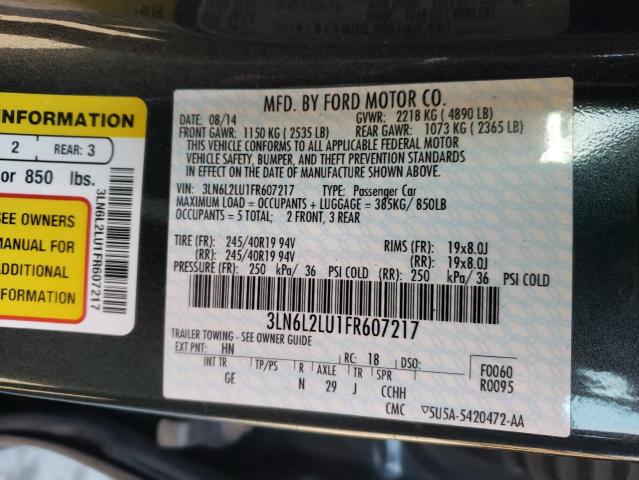 INFORMATION
2 REAR: 3
or 850 lbs.
SEE OWNERS
MANUAL FOR
ADDITIONAL
INFORMATION
3LN6L2LU1FR607217
MFD. BY FORD MOTOR CO.
DATE: 08/14 GVWR: 2218 KG ( 4890 LB)
FRONT GAWR: 1150 KG ( 2535 LB) REAR GAWR: 1073 KG ( 2365 LB)
THIS VEHICLE CONFORMS TO ALL APPLICABLE FEDERAL MOTOR
VEHICLE SAFETY, BUMPER, AND THEFT PREVENTION STANDARDS
IN EFFECT ON THE DATE OF MANUFACTURE SHOWN ABOVE.
VIN: 3LN6L2LU1FR607217 TYPE: Passenger Car
MAXIMUM LOAD = OCCUPANTS + LUGGAGE = 385KG/ 850LB
OCCUPANTS = 5 TOTAL; 2 FRONT, 3 REAR
TIRE (FR): 245/40R19 94V RIMS (FR): 19x8.0J
(RR): 245/40R19 94V (RR): 19x8.0J
PRESSURE (FR): 250 kPa/ 36 PSI COLD (RR): 250 kPa/ 36 PSI COLD
3LN6L2LU1FR607217
TRAILER TOWING - SEE OWNER GUIDE
EXT PNT: HN RC: 18 DSO: F0060
INT TR TP/PS R AXLE TR SPR R0095
GE N 29 J CCHH
CMC ▽5U5A-5420472-AA